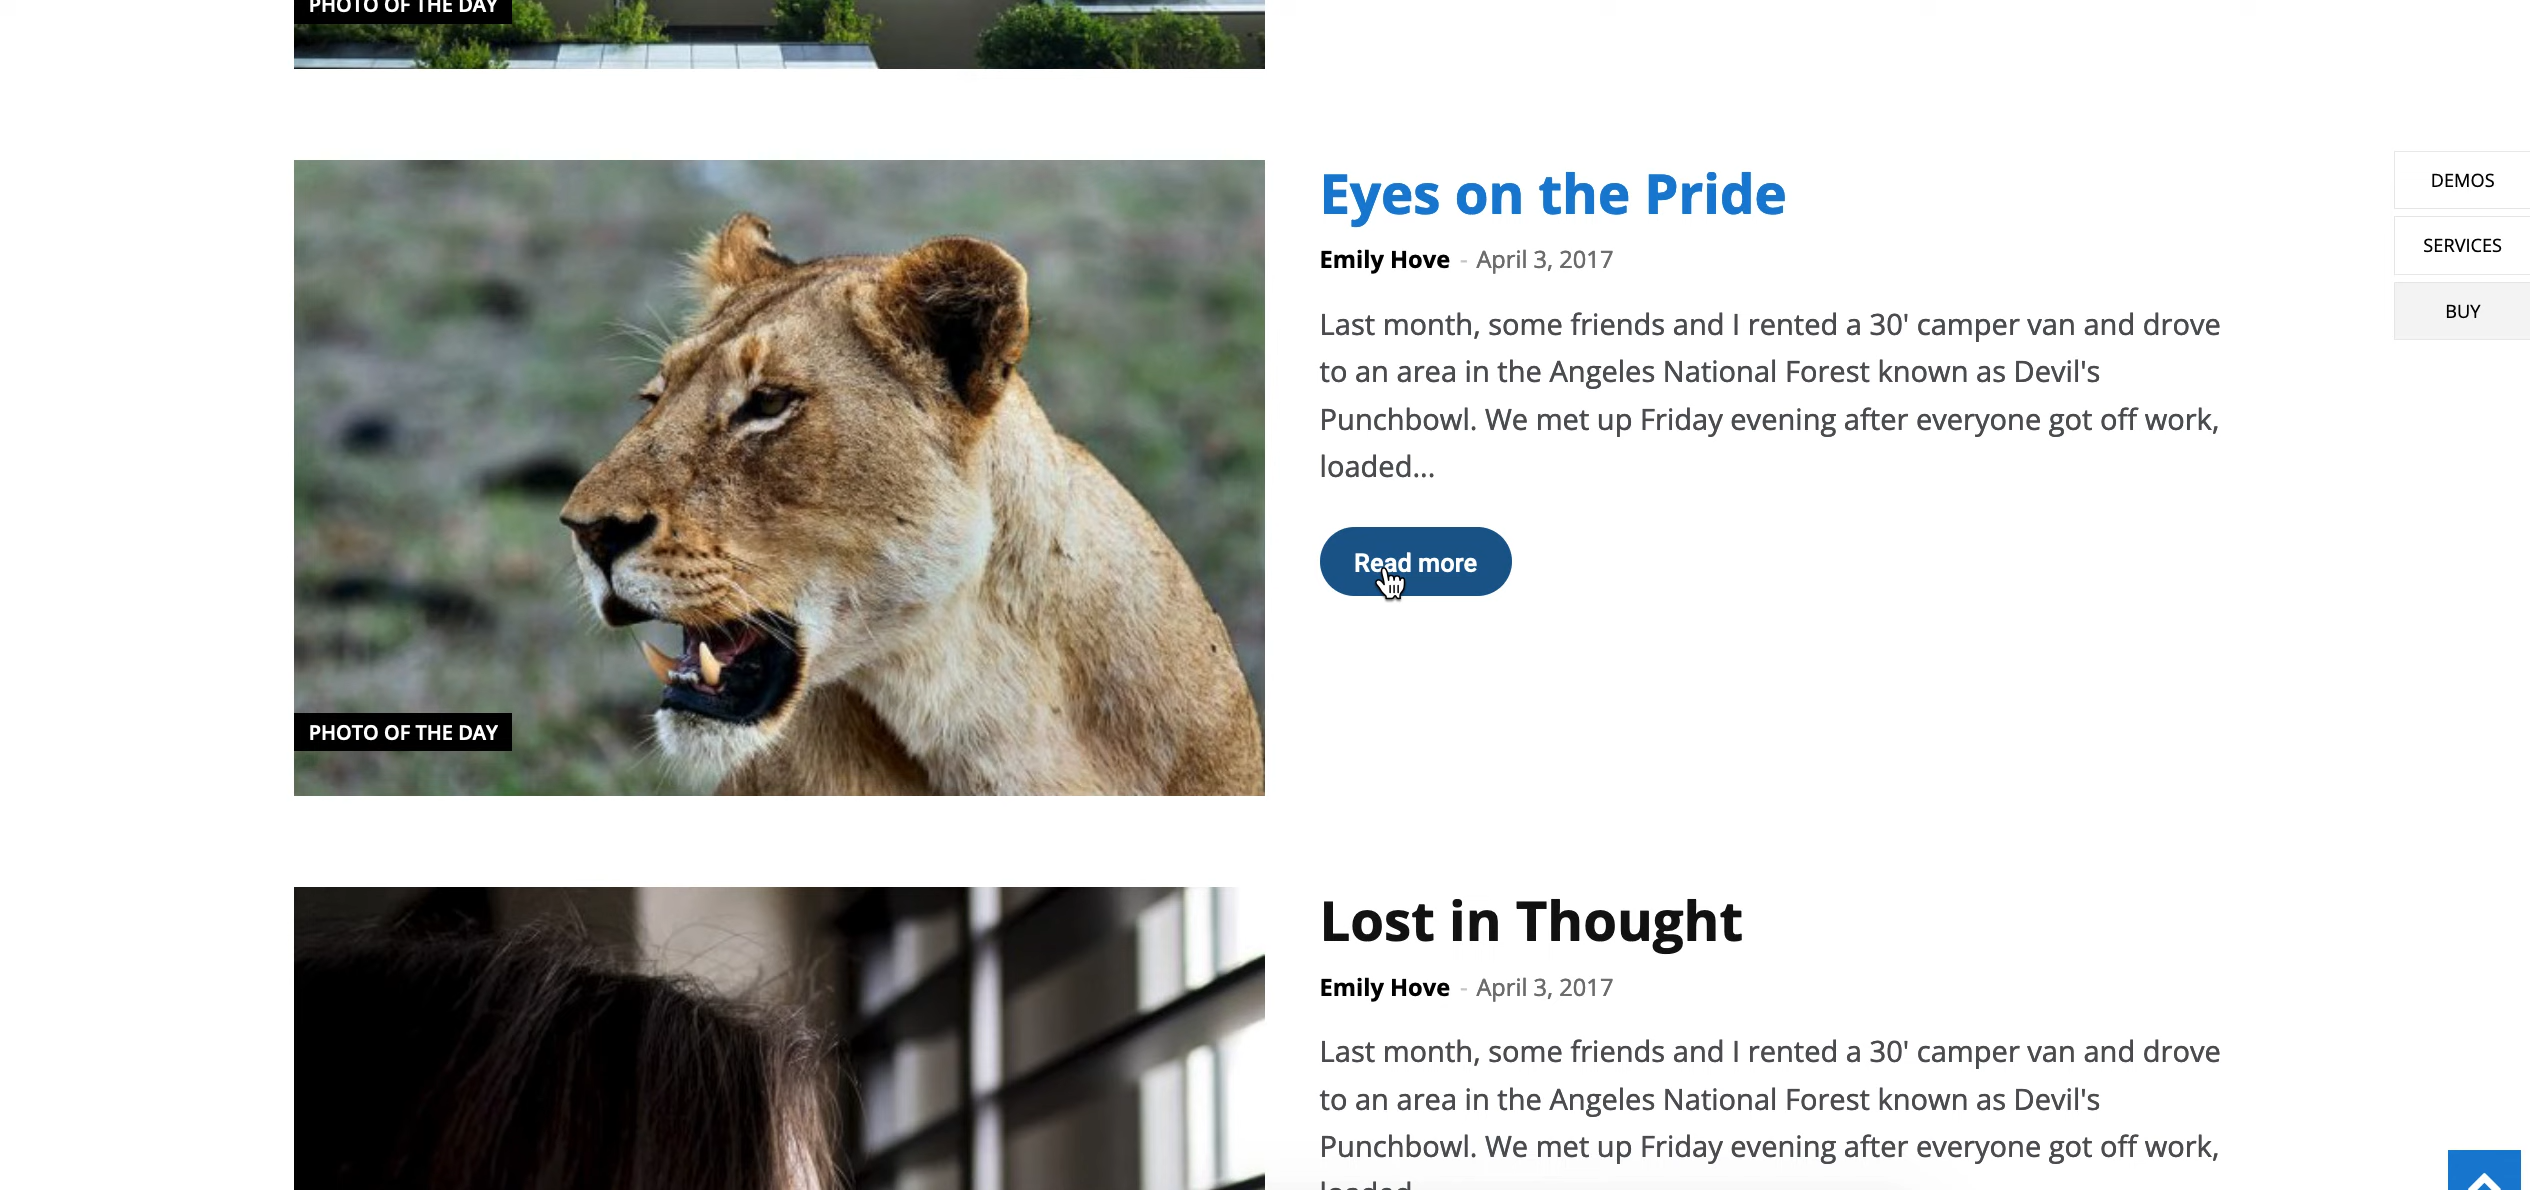 PHOTO OF THE DAY
Eyes on the Pride
Emily Hove - April 3, 2017
Last month, some friends and I rented a 30' camper van and drove
to an area in the Angeles National Forest known as Devil's
Punchbowl. We met up Friday evening after everyone got off work,
loaded...
Read more
PHOTO OF THE DAY
DEMOS
SERVICES
BUY
Lost in Thought
Emily Hove - April 3, 2017
Last month, some friends and I rented a 30' camper van and drove
to an area in the Angeles National Forest known as Devil's
Punchbowl. We met up Friday evening after everyone got off work,